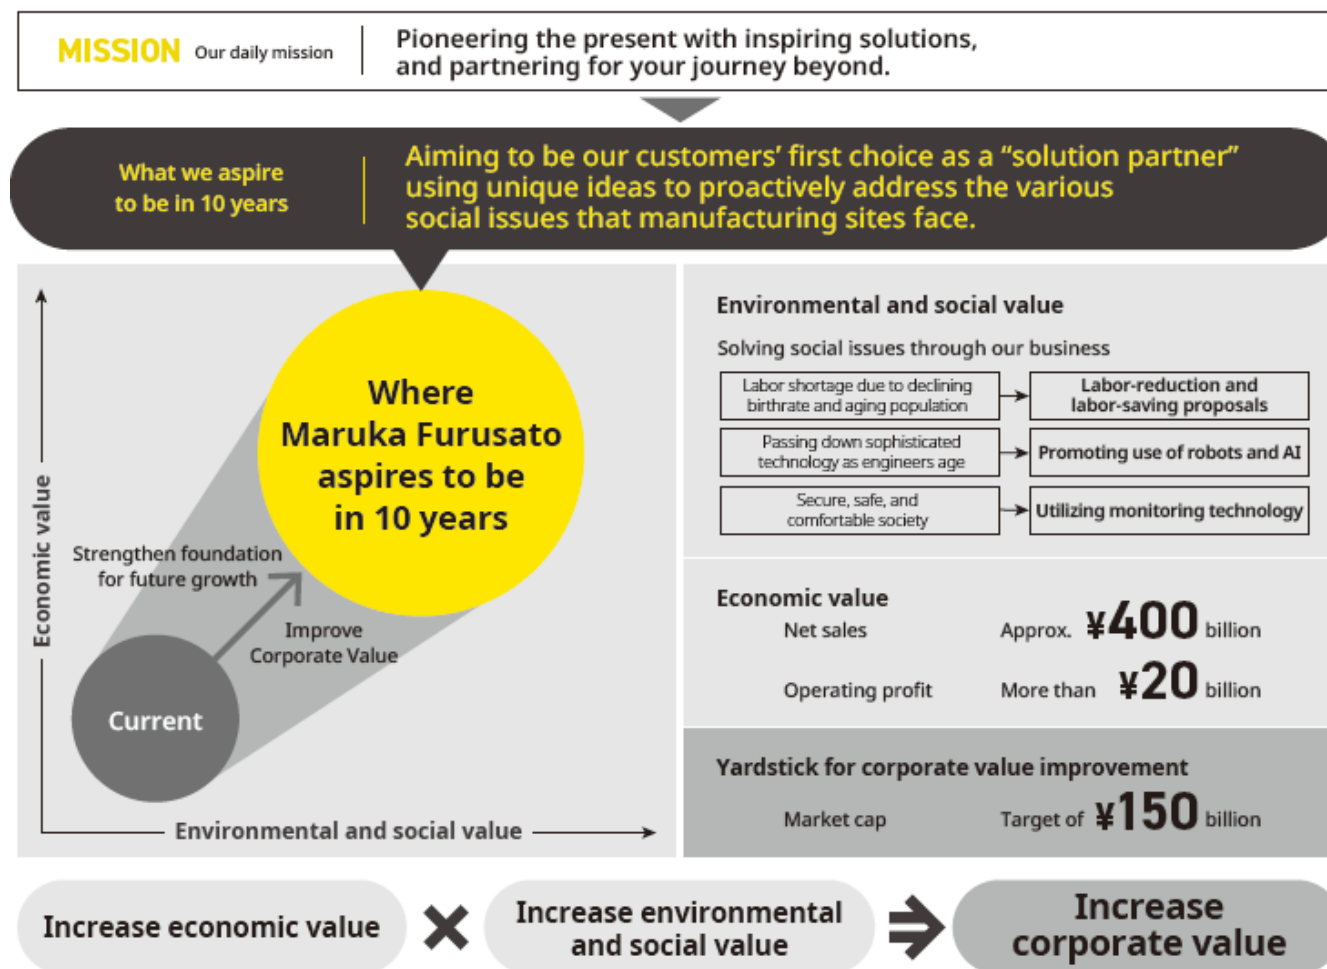 MISSION Our daily mission
Pioneering the present with inspiring solutions,
and partnering for your journey beyond.
What we aspire
to be in 10 years
Aiming to be our customers’ first choice as a “solution partner”
using unique ideas to proactively address the various
social issues that manufacturing sites face.
Economic value
Where
Maruka Furusato
aspires to be
in 10 years
Strengthen foundation
for future growth
Improve
Corporate Value
Current
Environmental and social value
Environmental and social value
Solving social issues through our business
Labor shortage due to declining
birthrate and aging population
Labor-reduction and
labor-saving proposals
Passing down sophisticated
technology as engineers age
Promoting use of robots and AI
Secure, safe, and
comfortable society
Utilizing monitoring technology
Economic value
Net sales Approx. ¥400 billion
Operating profit More than ¥20 billion
Yardstick for corporate value improvement
Market cap Target of ¥150 billion
Increase economic value
Increase environmental
and social value
Increase
corporate value